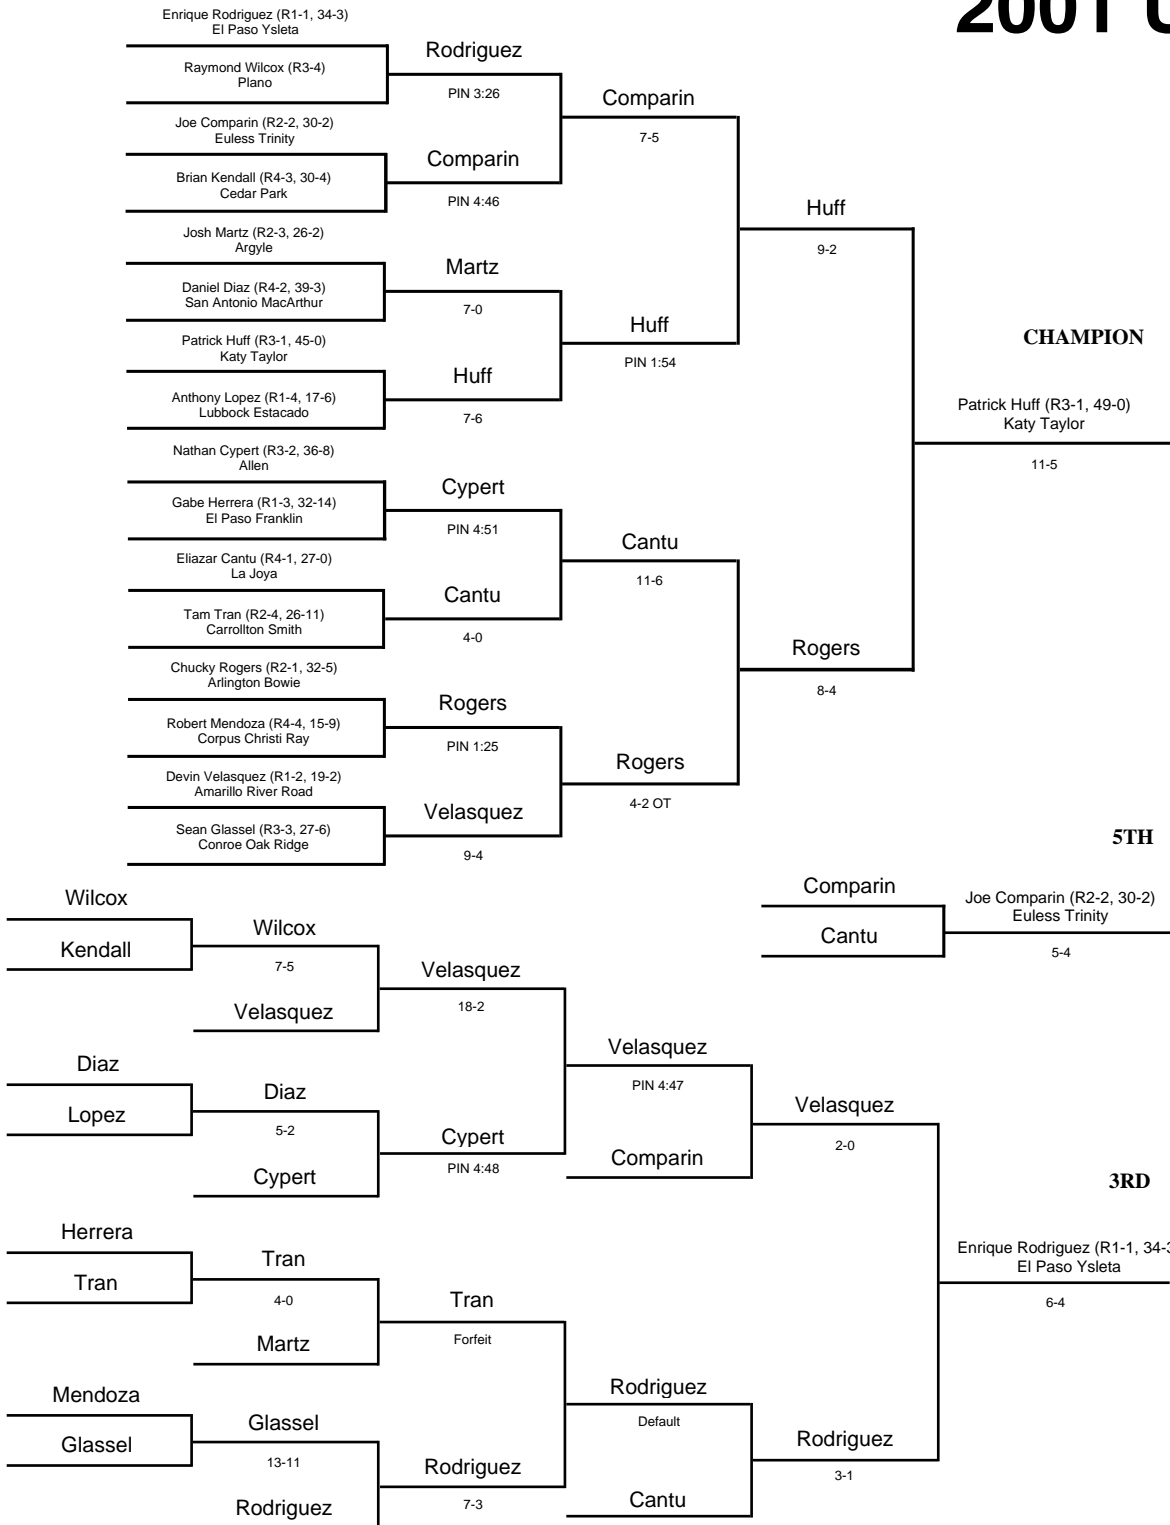 2001 U
Enrique Rodriguez (R1-1, 34-3)
El Paso Ysleta
Raymond Wilcox (R3-4)
Plano
Joe Comparin (R2-2, 30-2)
Euless Trinity
Brian Kendall (R4-3, 30-4)
Cedar Park
Josh Martz (R2-3, 26-2)
Argyle
Daniel Diaz (R4-2, 39-3)
San Antonio MacArthur
Patrick Huff (R3-1, 45-0)
Katy Taylor
Anthony Lopez (R1-4, 17-6)
Lubbock Estacado
Nathan Cypert (R3-2, 36-8)
Allen
Gabe Herrera (R1-3, 32-14)
El Paso Franklin
Eliazar Cantu (R4-1, 27-0)
La Joya
Tam Tran (R2-4, 26-11)
Carrollton Smith
Chucky Rogers (R2-1, 32-5)
Arlington Bowie
Robert Mendoza (R4-4, 15-9)
Corpus Christi Ray
Devin Velasquez (R1-2, 19-2)
Amarillo River Road
Sean Glassel (R3-3, 27-6)
Conroe Oak Ridge
Rodriguez
PIN 3:26
Comparin
PIN 4:46
Martz
7-0
Huff
7-6
Cypert
PIN 4:51
Cantu
4-0
Rogers
PIN 1:25
Velasquez
9-4
Comparin
7-5
Huff
PIN 1:54
Cantu
11-6
Rogers
4-2 OT
Huff
9-2
Rogers
8-4
CHAMPION
Patrick Huff (R3-1, 49-0)
Katy Taylor
11-5
5TH
Comparin
Cantu
Joe Comparin (R2-2, 30-2)
Euless Trinity
5-4
Wilcox
Kendall
Diaz
Lopez
Herrera
Tran
Mendoza
Glassel
Wilcox
7-5
Velasquez
Diaz
5-2
Cypert
Tran
4-0
Martz
Glassel
13-11
Rodriguez
Velasquez
18-2
Cypert
PIN 4:48
Tran
Forfeit
Rodriguez
7-3
Velasquez
PIN 4:47
Comparin
Rodriguez
Default
Cantu
Velasquez
2-0
Rodriguez
3-1
3RD
Enrique Rodriguez (R1-1, 34-3
El Paso Ysleta
6-4